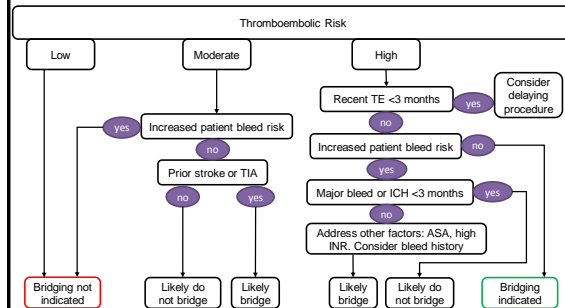 Thromboembolic Risk
Low
Moderate
High
Recent TE <3 months
yes
Consider
delaying
procedure
no
yes
Increased patient bleed risk
Increased patient bleed risk
no
no
yes
Prior stroke or TIA
Major bleed or ICH <3 months
yes
no
yes
no
Address other factors: ASA, high
INR. Consider bleed history
Bridging not
indicated
Likely do
not bridge
Likely
bridge
Likely
bridge
Likely do
not bridge
Bridging
indicated